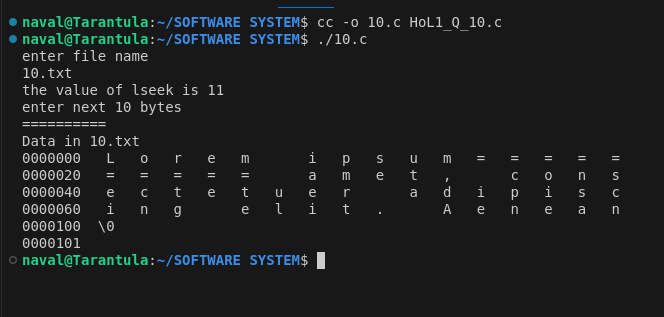 naval@Tarantula:~/SOFTWARE SYSTEM$ cc -o 10.c HoL1_Q_10.c
naval@Tarantula:~/SOFTWARE SYSTEM$ ./10.c
enter file name
10.txt
the value of lseek is 11
enter next 10 bytes
==========
Data in 10.txt
0000000   L   o   r   e   m       i   p   s   u   m   =   =   =   =   =
0000020   =   =   =   =   =       a   m   e   t   ,       c   o   n   s
0000040   e   c   t   e   t   u   e   r       a   d   i   p   i   s   c
0000060   i   n   g       e   l   i   t   .       A   e   n   e   a   n
0000100  \0
0000101
naval@Tarantula:~/SOFTWARE SYSTEM$